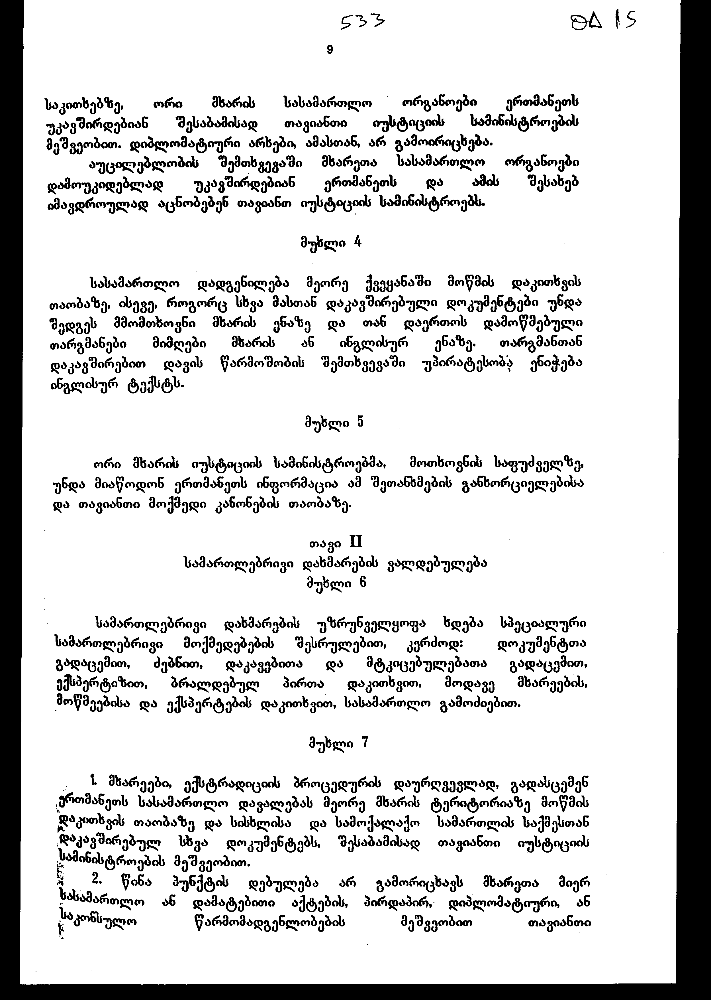 533
15
9
საკითხებზე, ორი მხარის სასამართლო ორგანოები ერთმანეთს
უკავშირდებიან შესაბამისად თავიანთი იუსტიციის სამინისტროების
მეშვეობით. დიპლომატიური არხები, ამასთან, არ გამოირიცხება.
აუცილებლობის შემთხვევაში მხარეთა სასამართლო ორგანოები
დამოუკიდებლად უკავშირდებიან ერთმანეთს და ამის შესახებ
იმავდროულად აცნობებენ თავიანთ იუსტიციის სამინისტროებს.
მუხლი 4
სასამართლო დადგენილება მეორე ქვეყანაში მოწმის დაკითხვის
თაობაზე, ისევე, როგორც სხვა მასთან დაკავშირებული დოკუმენტები უნდა
შედგეს მმომთხოვნი მხარის ენაზე და თან დაერთოს დამოწმებული
თარგმანები მიმღები მხარის ან ინგლისურ ენაზე. თარგმანთან
დაკავშირებით დავის წარმოშობის შემთხვევაში უპირატესობა ენიჭება
ინგლისურ ტექსტს.
მუხლი 5
ორი მხარის იუსტიციის სამინისტროებმა, მოთხოვნის საფუძველზე,
უნდა მიაწოდონ ერთმანეთს ინფორმაცია ამ შეთანხმების განხორციელებისა
და თავიანთი მოქმედი კანონების თაობაზე.
თავი II
სამართლებრივი დახმარების ვალდებულება
მუხლი 6
სამართლებრივი დახმარების უზრუნველყოფა ხდება სპეციალური
სამართლებრივი მოქმედებების შესრულებით, კერძოდ: დოკუმენტთა
გადაცემით, ძებნით, დაკავებითა და მტკიცებულებათა გადაცემით,
ექსპერტიზით, ბრალდებულ პირთა დაკითხვით, მოდავე მხარეების,
მოწმეებისა და ექსპერტების დაკითხვით, სასამართლო გამოძიებით.
მუხლი 7
1. მხარეები, ექსტრადიციის პროცედურის დაურღვევლად, გადასცემენ
ერთმანეთს სასამართლო დავალებას მეორე მხარის ტერიტორიაზე მოწმის
დაკითხვის თაობაზე და სისხლისა და სამოქალაქო სამართლის საქმესთან
დაკავშირებულ სხვა დოკუმენტებს, შესაბამისად თავიანთი იუსტიციის
სამინისტროების მეშვეობით.
2. წინა პუნქტის დებულება არ გამორიცხავს მხარეთა მიერ
სასამართლო ან დამატებითი აქტების, პირდაპირ, დიპლომატიური, ან
საკონსულო წარმომადგენლობების მეშვეობით თავიანთი